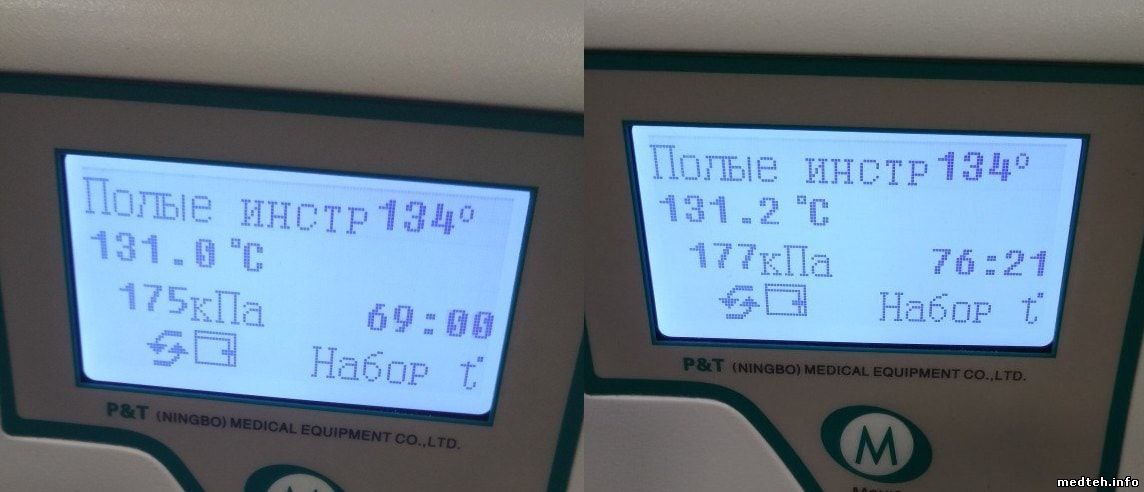 Полые инстр 134°
131.0 °C
175кПа
69:00
Набор t°
P&T (NINGBO) MEDICAL EQUIPMENT CO.,LTD.
M
Полые инстр 134°
131.2 °C
177кПа
76:21
Набор t°
P&T (NINGBO) MEDICAL EQUIPMENT CO.,LTD.
M
medteh.info